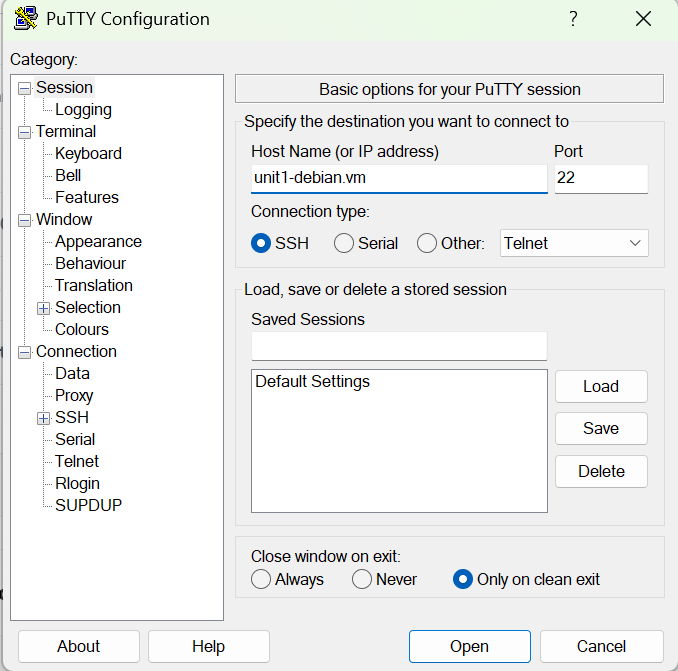 PuTTY Configuration
?
Category:
Session
Logging
Terminal
Keyboard
Bell
Features
Window
Appearance
Behaviour
Translation
Selection
Colours
Connection
Data
Proxy
SSH
Serial
Telnet
Rlogin
SUPDUP
Basic options for your PuTTY session
Specify the destination you want to connect to
Host Name (or IP address) Port
unit1-debian.vm 22
Connection type:
SSH Serial Other: Telnet
Load, save or delete a stored session
Saved Sessions
Default Settings
Load
Save
Delete
Close window on exit:
Always Never Only on clean exit
About Help Open Cancel